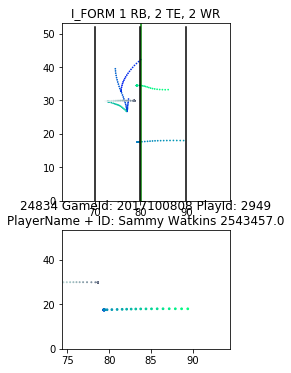 I_FORM 1 RB, 2 TE, 2 WR
50
40
30
20
10
0
70 80 90
24834 GameId: 2017100808 PlayId: 2949
PlayerName + ID: Sammy Watkins 2543457.0
40
20
0
75 80 85 90